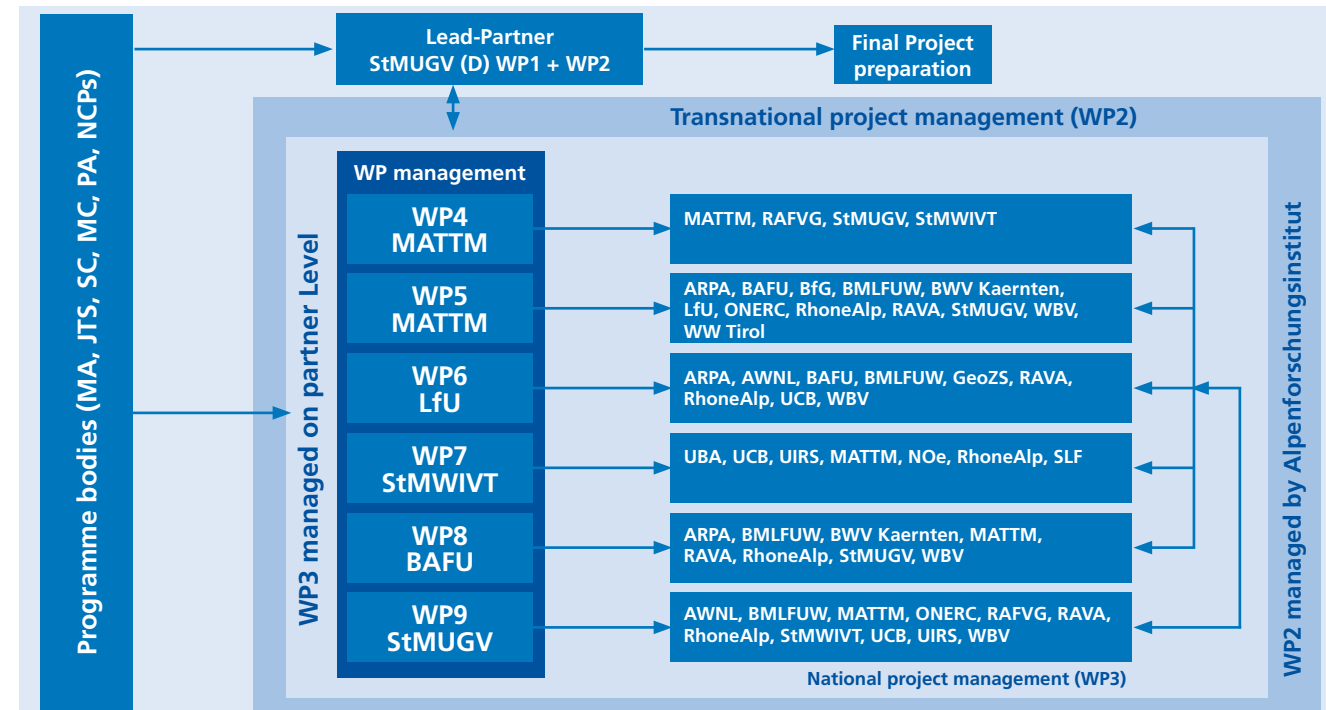 Programme bodies (MA, JTS, SC, MC, PA, NCPs)
Lead-Partner
StMUGV (D) WP1 + WP2
Final Project
preparation
Transnational project management (WP2)
WP3 managed on partner Level
WP management
WP4
MATTM
MATTM, RAFVG, StMUGV, StMWIVT
WP5
MATTM
ARPA, BAFU, BfG, BMLFUW, BWV Kaernten,
LfU, ONERC, RhoneAlp, RAVA, StMUGV, WBV,
WW Tirol
WP6
LfU
ARPA, AWNL, BAFU, BMLFUW, GeoZS, RAVA,
RhoneAlp, UCB, WBV
WP7
StMWIVT
UBA, UCB, UIRS, MATTM, NOe, RhoneAlp, SLF
WP8
BAFU
ARPA, BMLFUW, BWV Kaernten, MATTM,
RAVA, RhoneAlp, StMUGV, WBV
WP9
StMUGV
AWNL, BMLFUW, MATTM, ONERC, RAFVG, RAVA,
RhoneAlp, StMWIVT, UCB, UIRS, WBV
National project management (WP3)
WP2 managed by Alpenforschungsinstitut